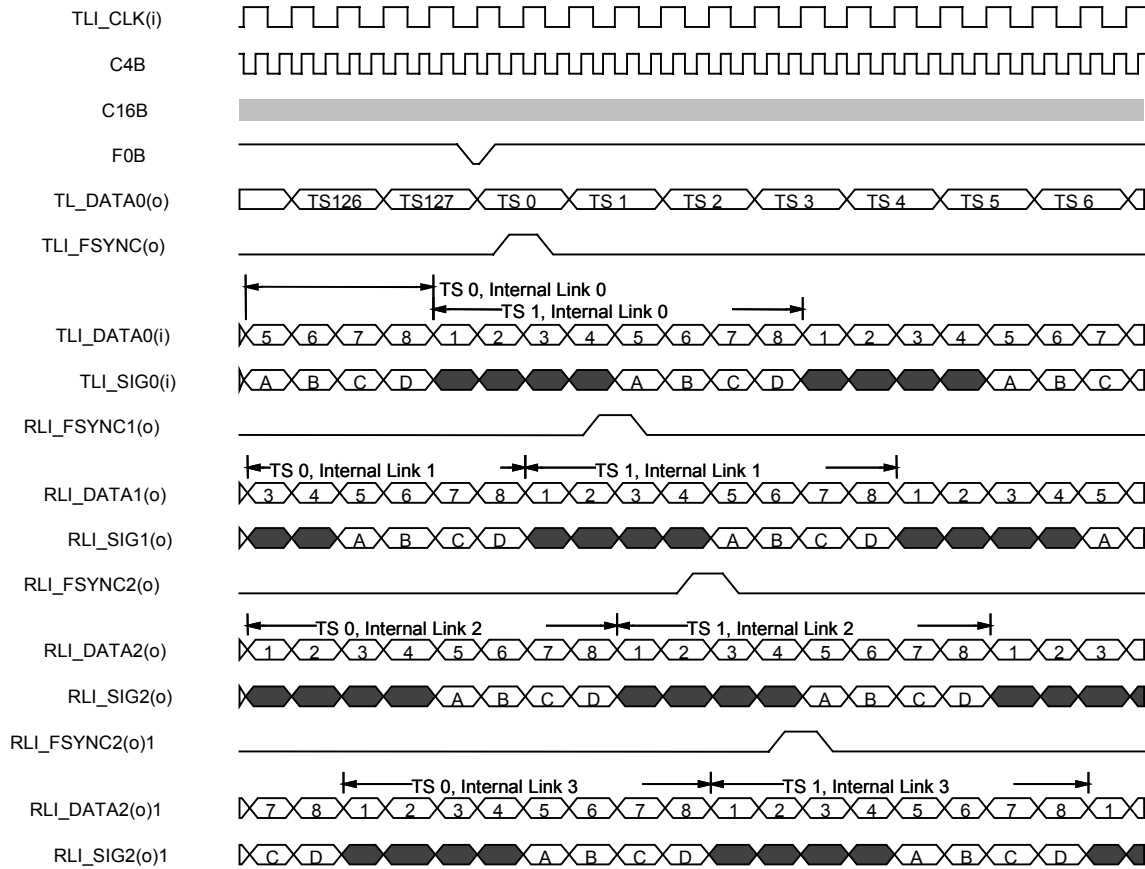 TLI_CLK(i)
C4B
C16B
F0B
TL_DATA0(o) TS126 TS127 TS 0 TS 1 TS 2 TS 3 TS 4 TS 5 TS 6
TLI_FSYNC(o)
TS 0, Internal Link 0
TS 1, Internal Link 0
TLI_DATA0(i) 5 6 7 8 1 2 3 4 5 6 7 8 1 2 3 4 5 6 7
TLI_SIG0(i) A B C D A B C D A B C
RLI_FSYNC1(o)
TS 0, Internal Link 1 TS 1, Internal Link 1
RLI_DATA1(o) 3 4 5 6 7 8 1 2 3 4 5 6 7 8 1 2 3 4 5
RLI_SIG1(o) A B C D A B C D A
RLI_FSYNC2(o)
TS 0, Internal Link 2 TS 1, Internal Link 2
RLI_DATA2(o) 1 2 3 4 5 6 7 8 1 2 3 4 5 6 7 8 1 2 3
RLI_SIG2(o) A B C D A B C D
RLI_FSYNC2(o)1
TS 0, Internal Link 3 TS 1, Internal Link 3
RLI_DATA2(o)1 7 8 1 2 3 4 5 6 7 8 1 2 3 4 5 6 7 8 1
RLI_SIG2(o)1 C D A B C D A B C D